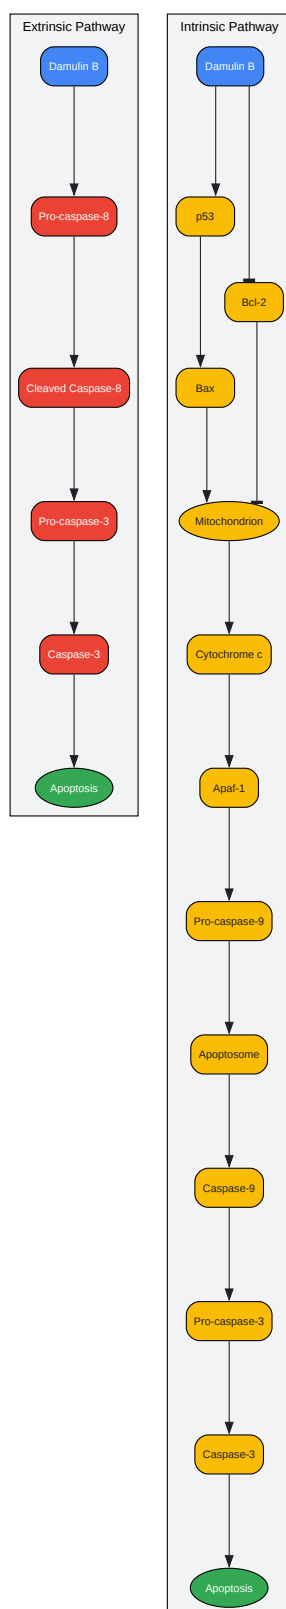 Extrinsic Pathway
Damulin B
Pro-caspase-8
Cleaved Caspase-8
Pro-caspase-3
Caspase-3
Apoptosis
Intrinsic Pathway
Damulin B
p53
Bcl-2
Bax
Mitochondrion
Cytochrome c
Apaf-1
Pro-caspase-9
Apoptosome
Caspase-9
Pro-caspase-3
Caspase-3
Apoptosis